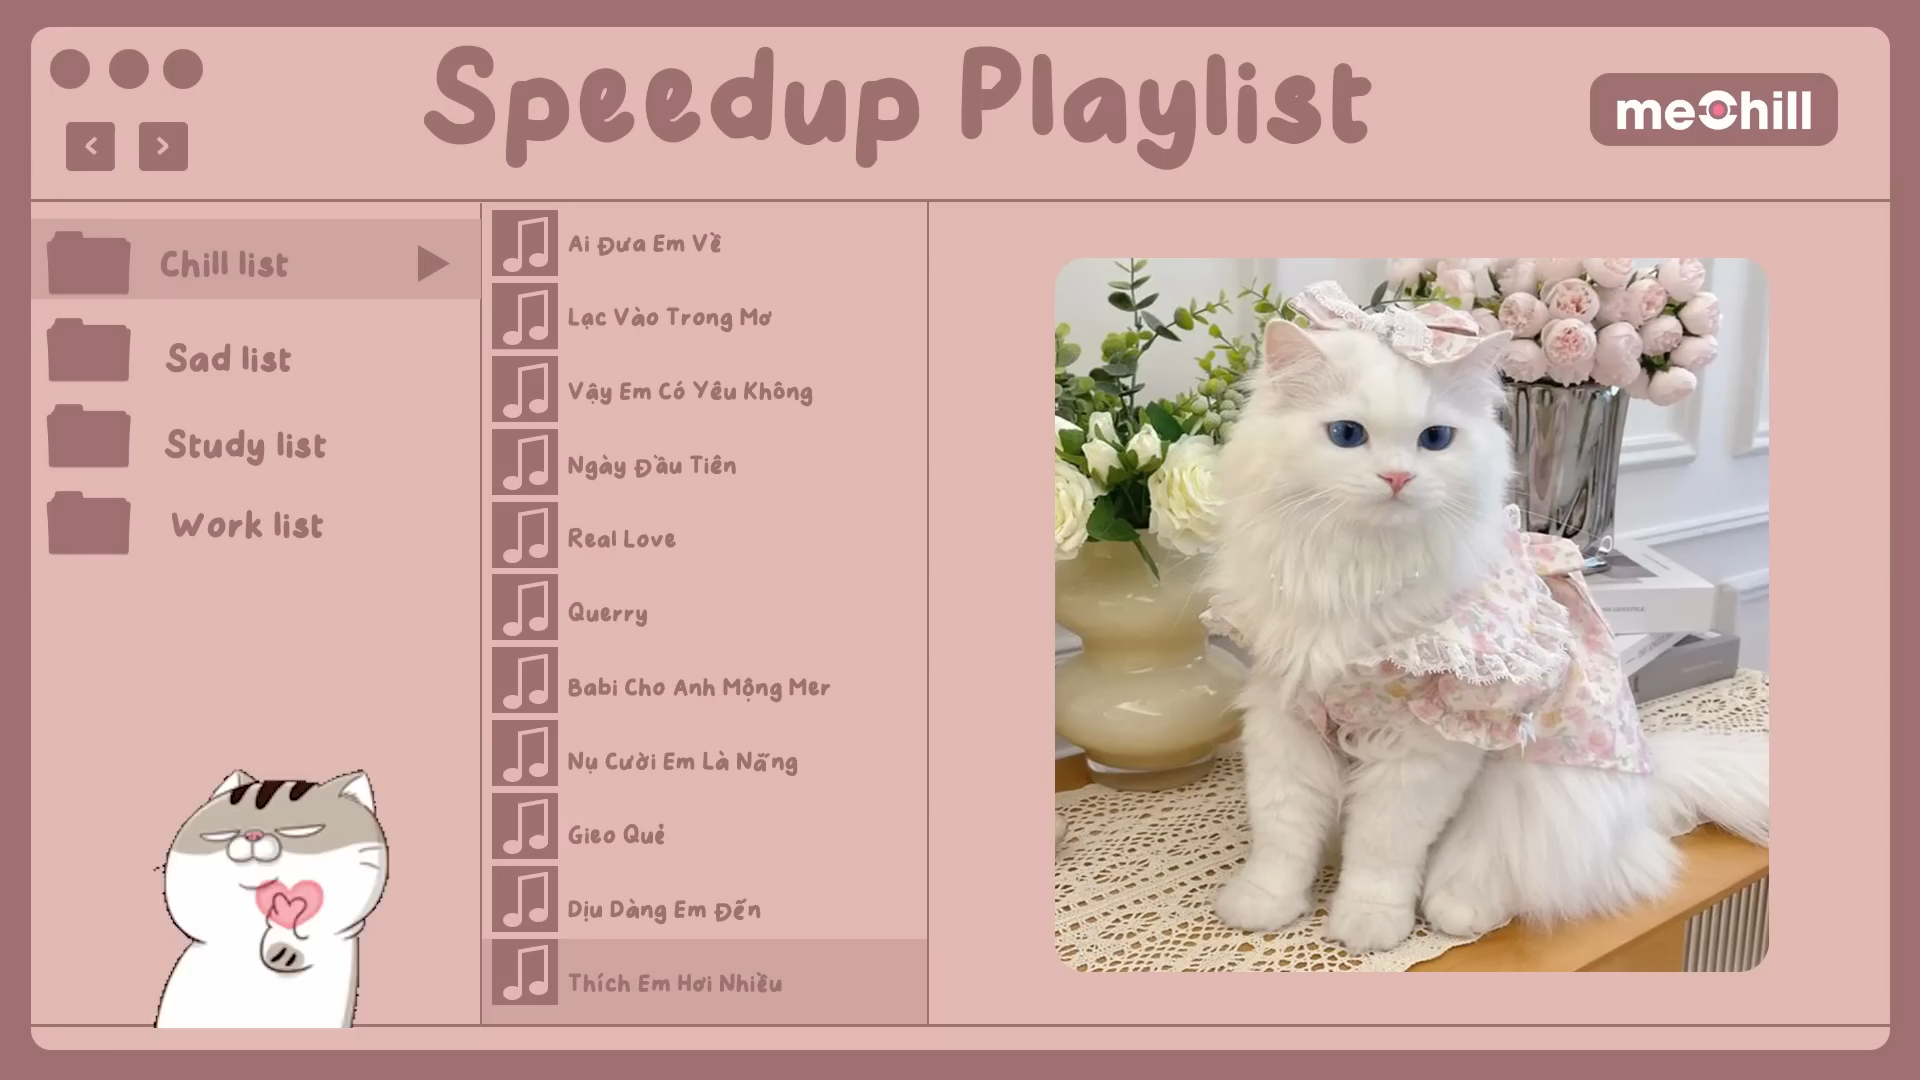 Speedup Playlist
mechill
Chill list
Sad list
Study list
Work list
Ai Đưa Em Về
Lạc Vào Trong Mơ
Vậy Em Có Yêu Không
Ngày Đầu Tiên
Real Love
Querry
Babi Cho Anh Mộng Mer
Nụ Cười Em Là Nắng
Gieo Quẻ
Dịu Dàng Em Đến
Thích Em Hơi Nhiều